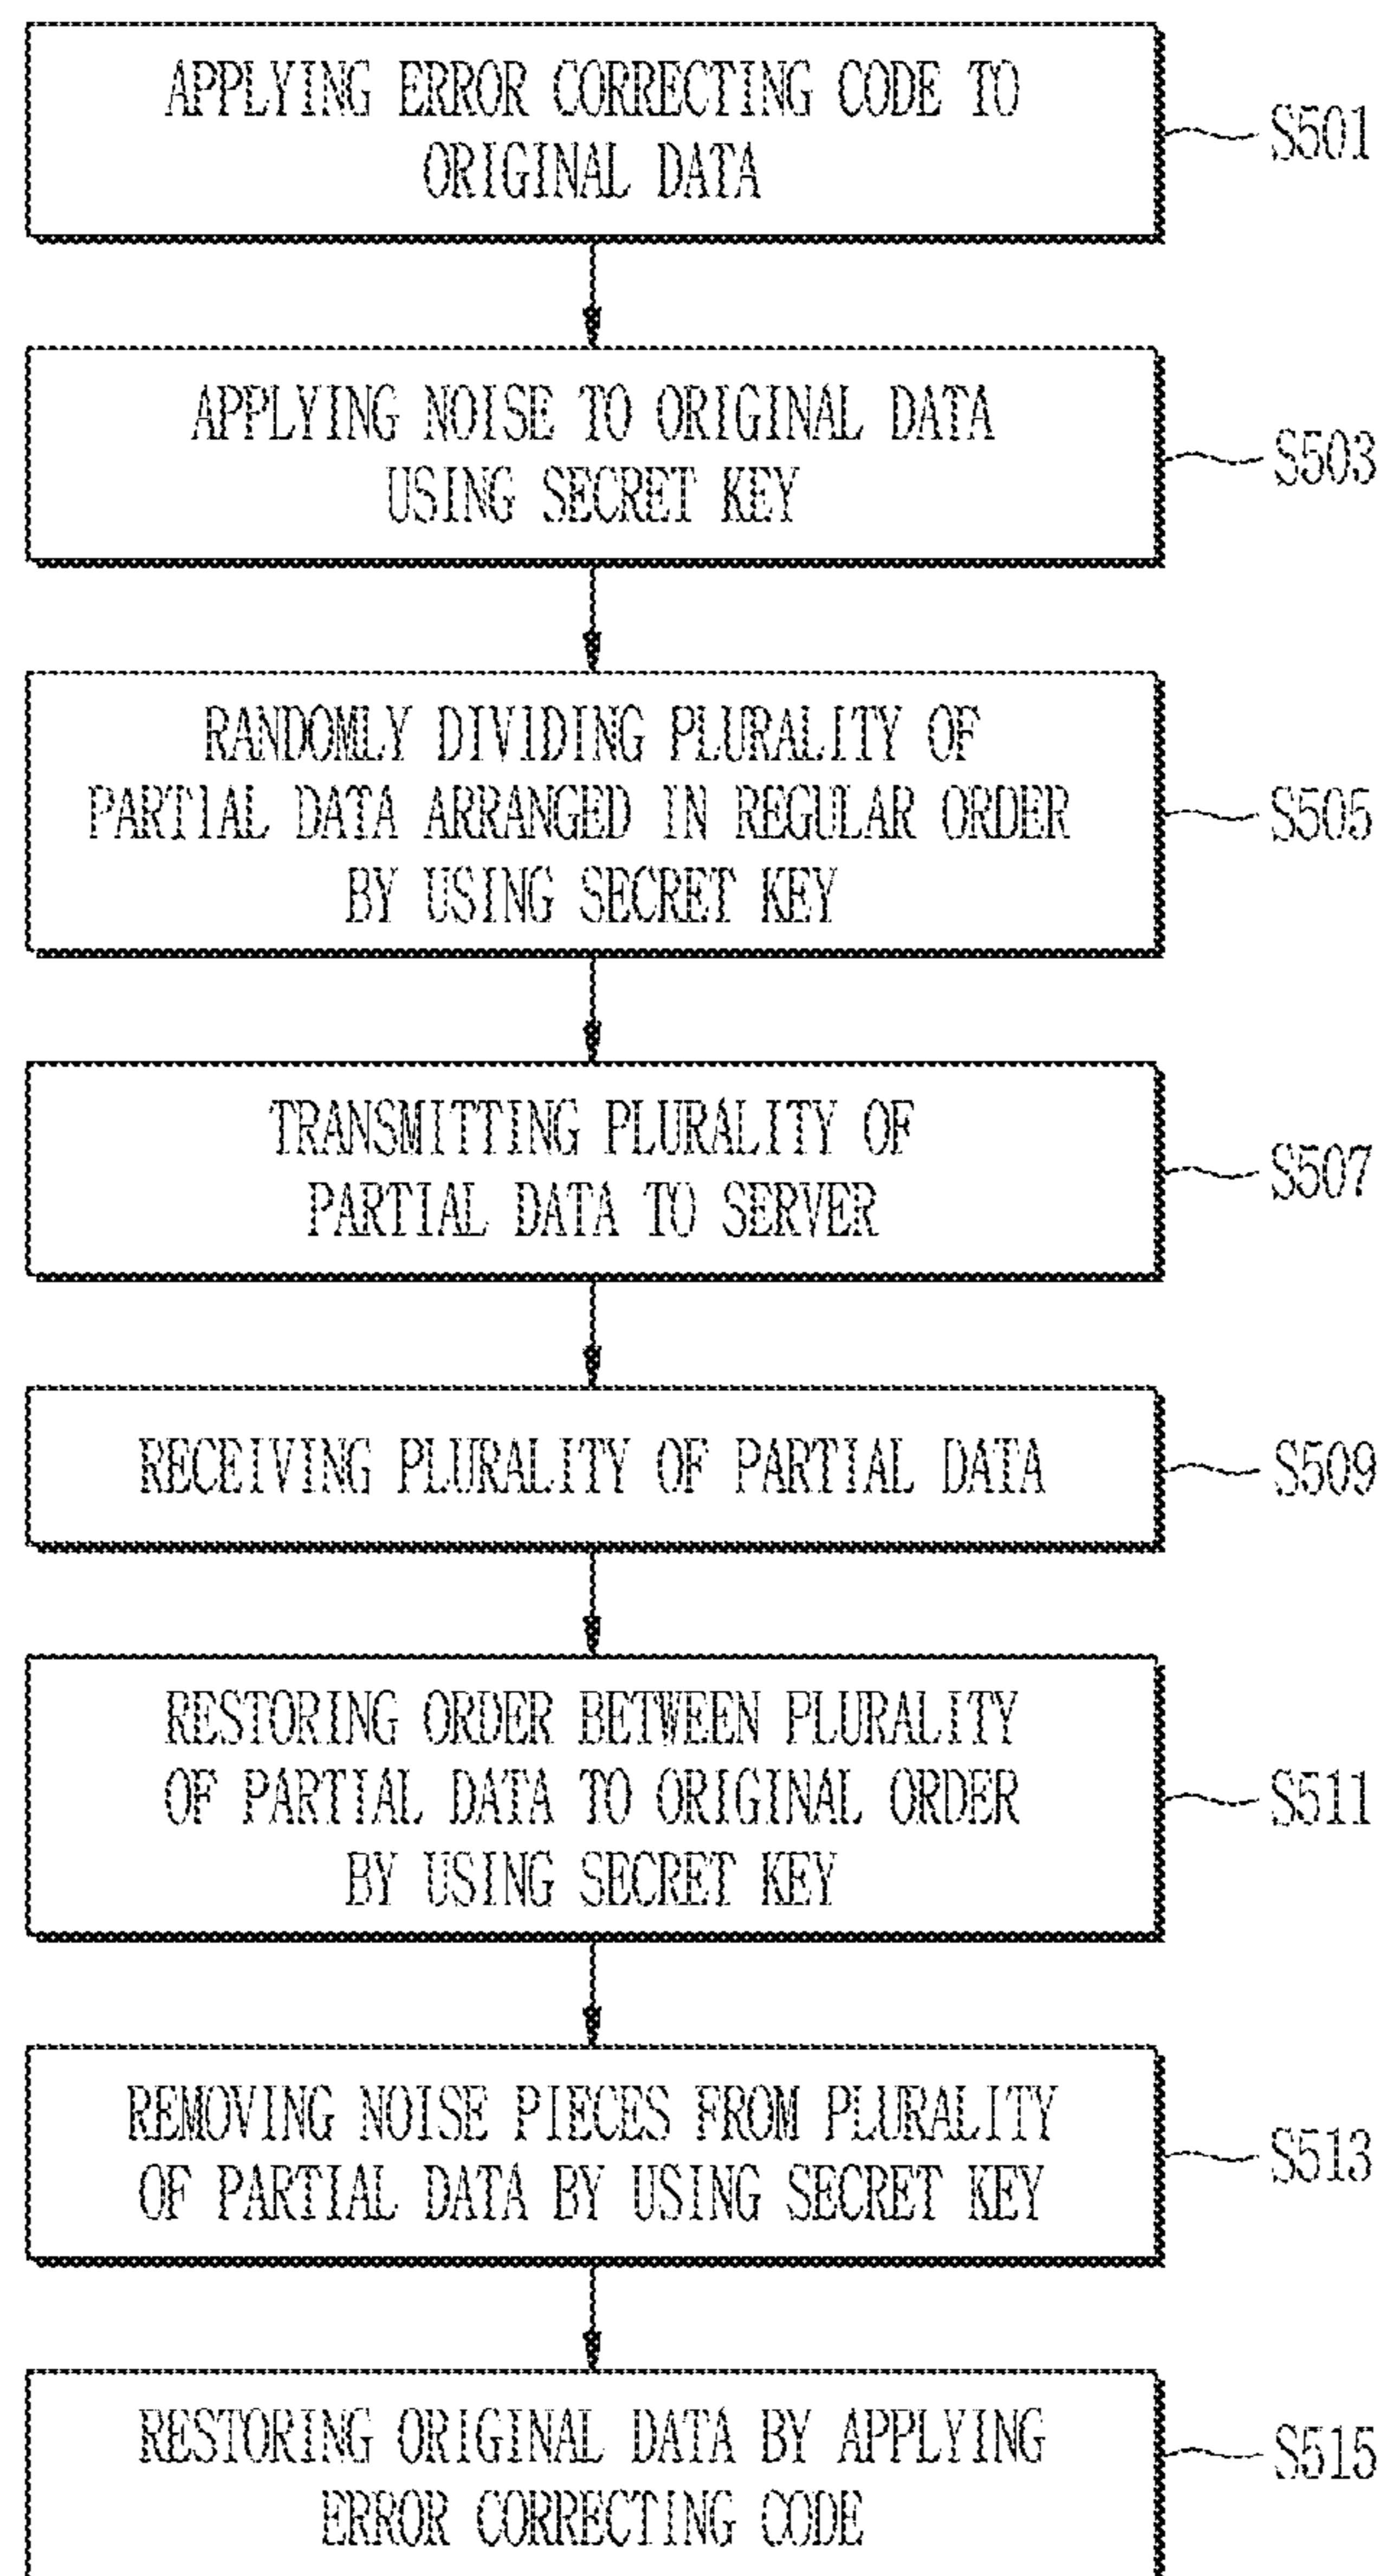 APPLYING ERROR CORRECTING CODE TO
ORIGINAL DATA
S501
APPLYING NOISE TO ORIGINAL DATA
USING SECRET KEY
S503
RANDOMLY DIVIDING PLURALITY OF
PARTIAL DATA ARRANGED IN REGULAR ORDER
BY USING SECRET KEY
S505
TRANSMITTING PLURALITY OF
PARTIAL DATA TO SERVER
S507
RECEIVING PLURALITY OF PARTIAL DATA
S509
RESTORING ORDER BETWEEN PLURALITY
OF PARTIAL DATA TO ORIGINAL ORDER
BY USING SECRET KEY
S511
REMOVING NOISE PIECES FROM PLURALITY
OF PARTIAL DATA BY USING SECRET KEY
S513
RESTORING ORIGINAL DATA BY APPLYING
ERROR CORRECTING CODE
S515